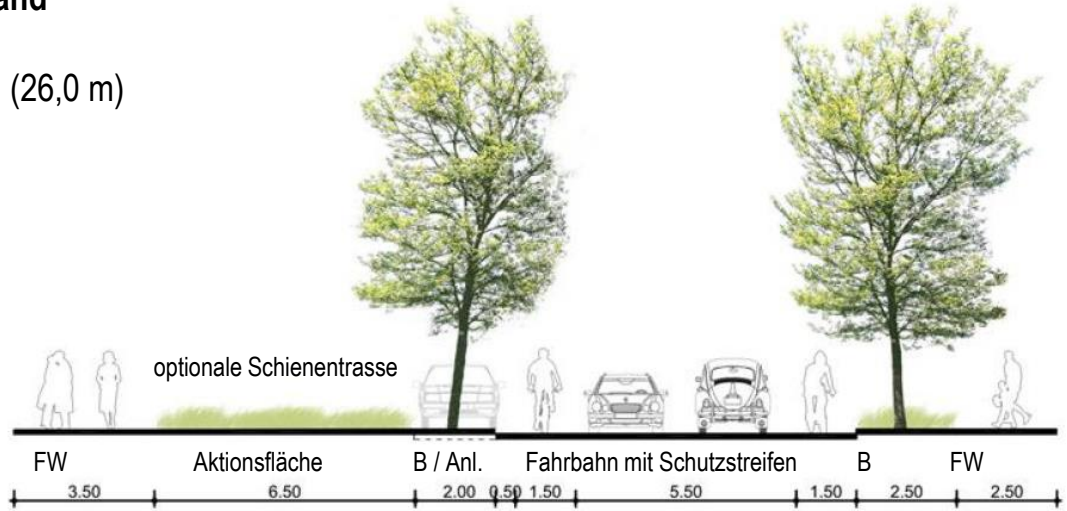 (26,0 m)
optionale Schienentrasse
FW Aktionsfläche B / Anl. Fahrbahn mit Schutzstreifen B FW
3.50 6.50 2.00 0.50 1.50 5.50 1.50 2.50 2.50